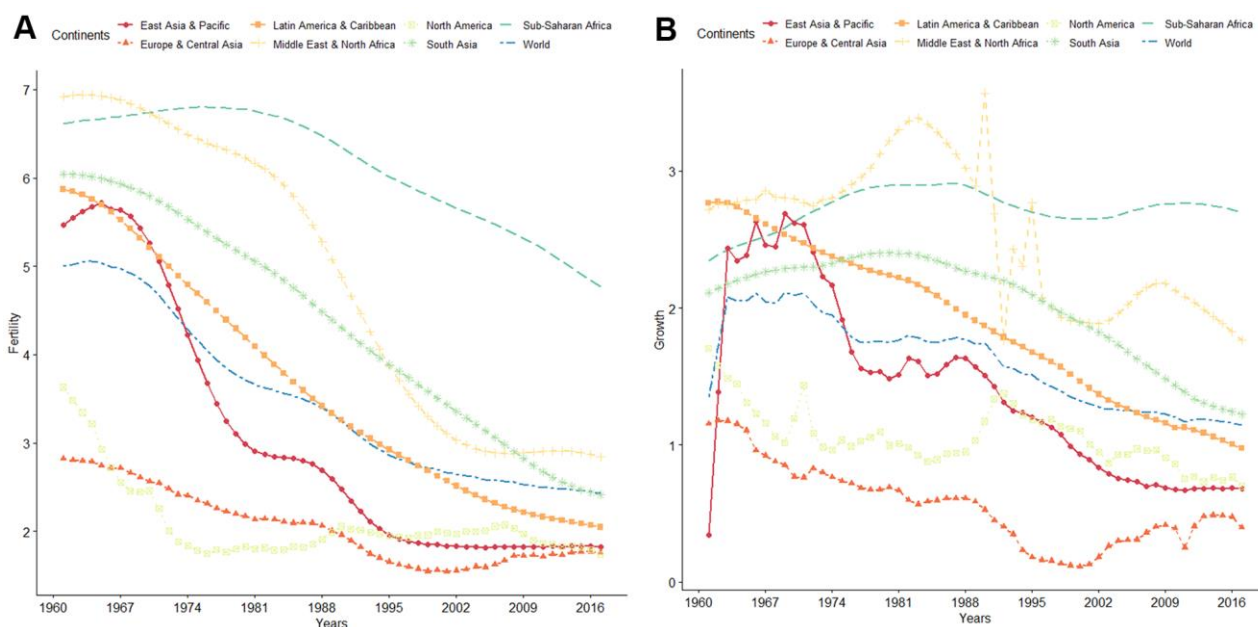 A
Continents
East Asia & Pacific
Latin America & Caribbean
North America
Sub-Saharan Africa
Europe & Central Asia
Middle East & North Africa
South Asia
World
7
6
5
4
3
2
Fertility
1960 1967 1974 1981 1988 1995 2002 2009 2016
Years
B
Continents
East Asia & Pacific
Latin America & Caribbean
North America
Sub-Saharan Africa
Europe & Central Asia
Middle East & North Africa
South Asia
World
3
2
1
0
Growth
1960 1967 1974 1981 1988 1995 2002 2009 2016
Years